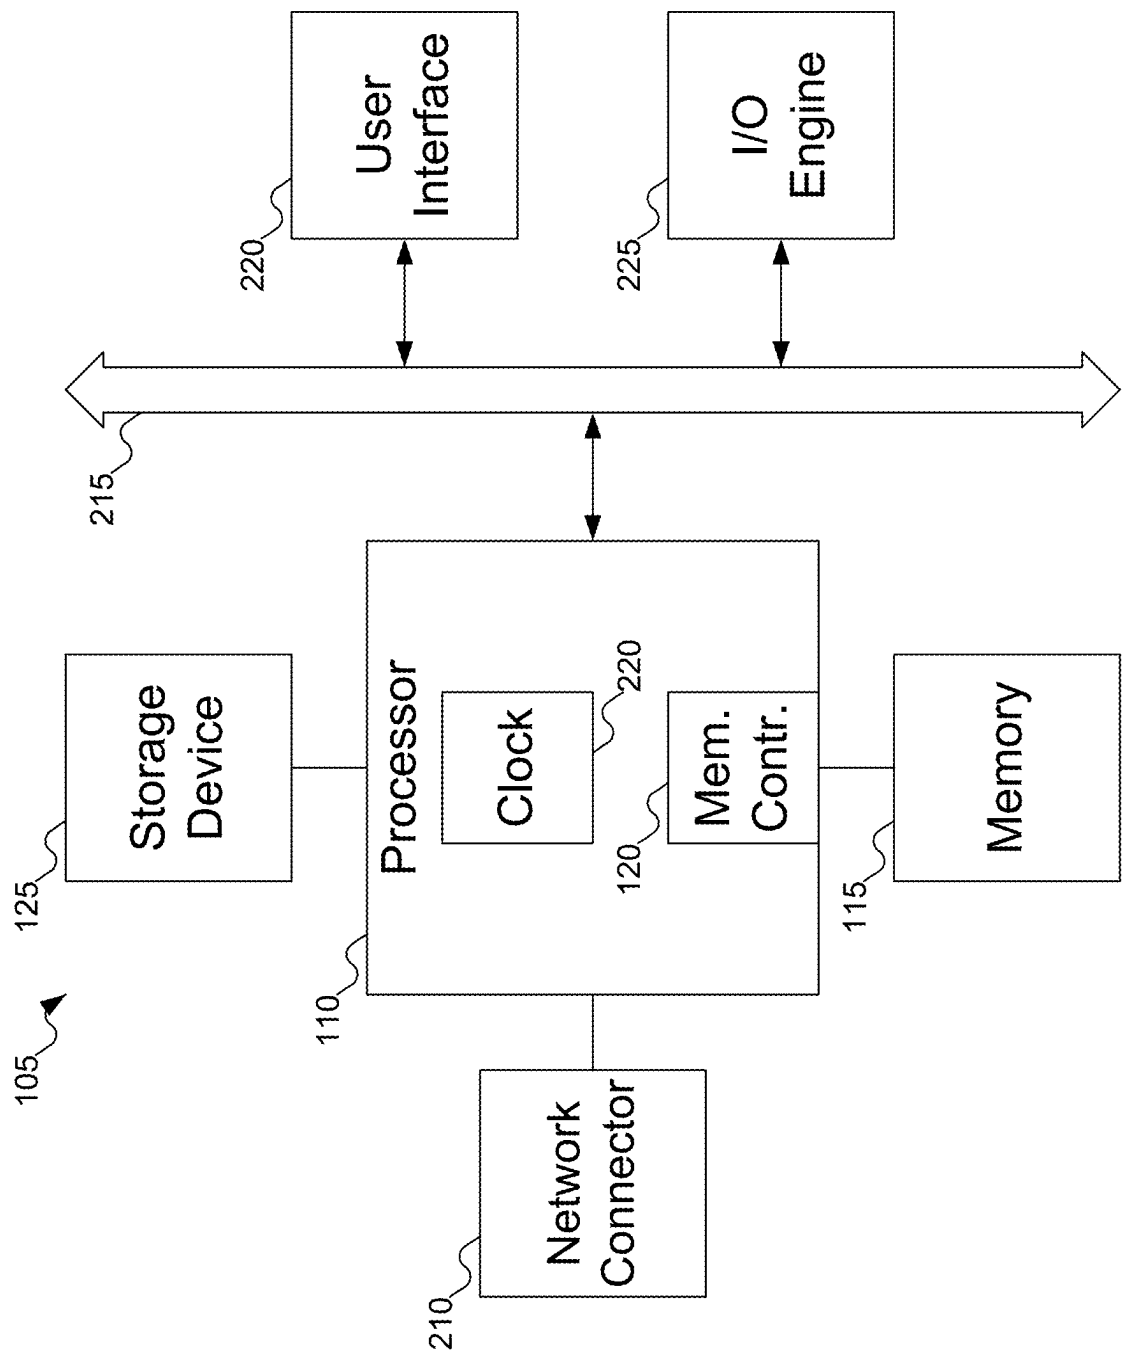 105
125
Storage
Device
110
Processor
Clock
220
120
Mem.
Contr.
115
Memory
210
Network
Connector
215
220
User
Interface
225
I/O
Engine